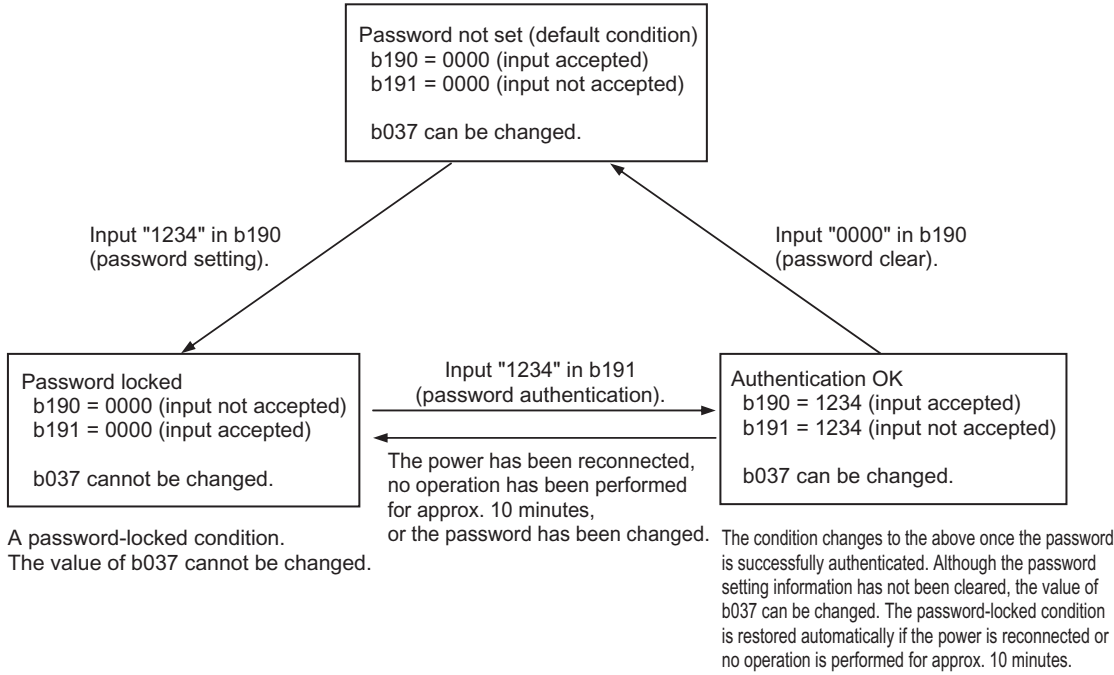 Password not set (default condition)
b190 = 0000 (input accepted)
b191 = 0000 (input not accepted)
b037 can be changed.
Input "1234" in b190
(password setting).
Input "0000" in b190
(password clear).
Password locked
b190 = 0000 (input not accepted)
b191 = 0000 (input accepted)
b037 cannot be changed.
Input "1234" in b191
(password authentication).
The power has been reconnected,
no operation has been performed
for approx. 10 minutes,
or the password has been changed.
Authentication OK
b190 = 1234 (input accepted)
b191 = 1234 (input not accepted)
b037 can be changed.
A password-locked condition.
The value of b037 cannot be changed.
The condition changes to the above once the password
is successfully authenticated. Although the password
setting information has not been cleared, the value of
b037 can be changed. The password-locked condition
is restored automatically if the power is reconnected or
no operation is performed for approx. 10 minutes.